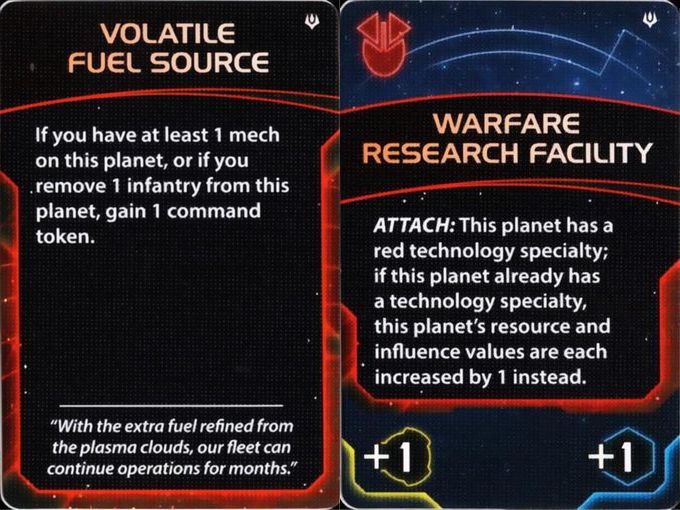 VOLATILE
FUEL SOURCE
If you have at least 1 mech
on this planet, or if you
remove 1 infantry from this
planet, gain 1 command
token.
"With the extra fuel refined from
the plasma clouds, our fleet can
continue operations for months."
WARFARE
RESEARCH FACILITY
ATTACH: This planet has a
red technology specialty;
if this planet already has
a technology specialty,
this planet's resource and
influence values are each
increased by 1 instead.
+1
+1